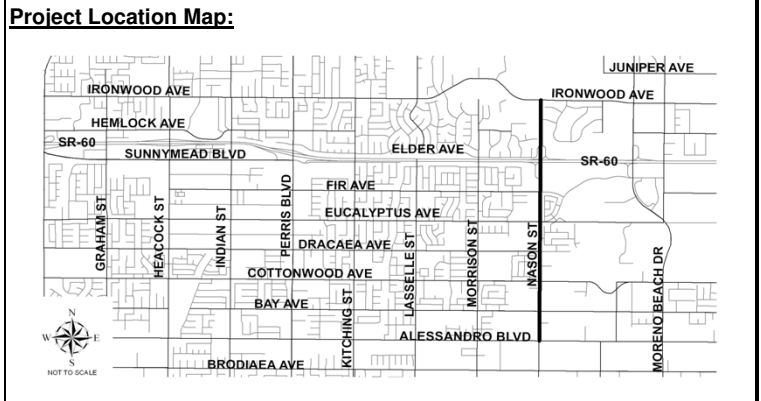 Project Location Map:
JUNIPER AVE
IRONWOOD AVE
IRONWOOD AVE
HEMLOCK AVE
SR-60
ELDER AVE
SUNNYMEAD BLVD
SR-60
FIR AVE
EUCALYPTUS AVE
GRAHAM ST
HEACOCK ST
INDIAN ST
PERRIS BLVD
DRACAEA AVE
LASSELLE ST
MORRISON ST
NASON ST
COTTONWOOD AVE
MORENO BEACH DR
BAY AVE
KITCHING ST
ALESSANDRO BLVD
BRODIAEA AVE
N
W
E
S
NOT TO SCALE